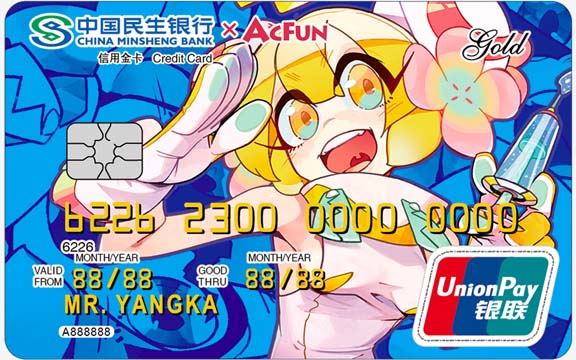 中国民生银行 × ACFUN
CHINA MINSHENG BANK
信用金卡 Credit Card
Gold
6226 2300 0000 0000
6226
MONTH/YEAR MONTH/YEAR
VALID FROM 88/88 GOOD THRU 88/88
MR. YANGKA
A888888
UnionPay
银联